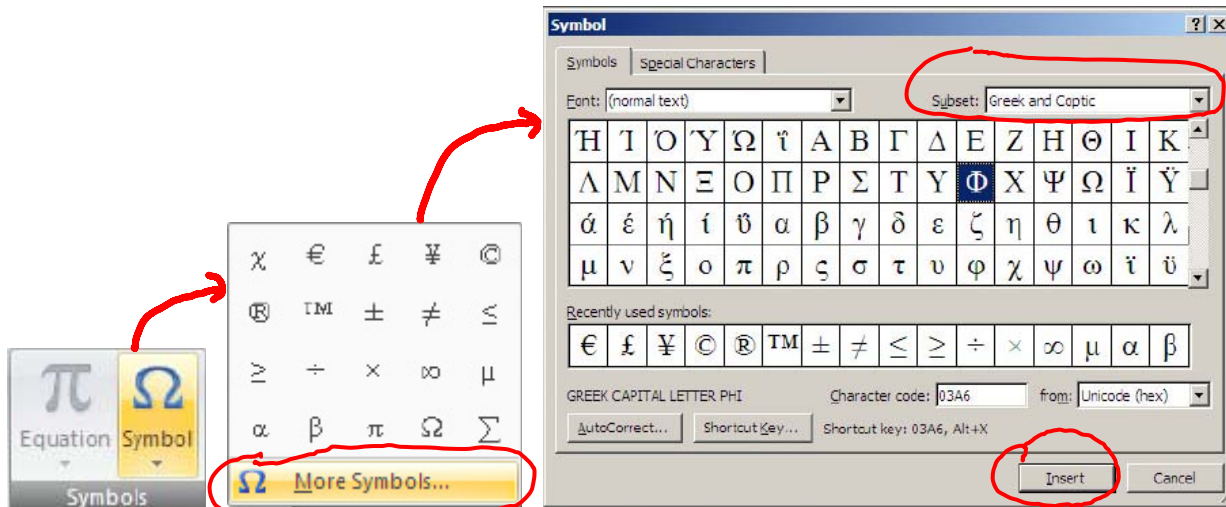 π Ω
Equation Symbol
Symbols
χ € £ ¥ ©
® ™ ± ≠ ≤
≥ ÷ × ∞ μ
α β π Ω Σ
Ω More Symbols...
Symbol
Symbols Special Characters
Font: (normal text) Subset: Greek and Coptic
Ή Ί Ό Ύ Ώ ΐ Α Β Γ Δ Ε Ζ Η Θ Ι Κ
Λ Μ Ν Ξ Ο Π Ρ Σ Τ Υ Φ Χ Ψ Ω Ϊ Ϋ
ά έ ή ί ΰ α β γ δ ε ζ η θ ι κ λ
μ ν ξ ο π ρ ς σ τ υ φ χ ψ ω ϊ ϋ
Recently used symbols:
€ £ ¥ © ® ™ ± ≠ ≤ ≥ ÷ × ∞ μ α β
GREEK CAPITAL LETTER PHI Character code: 03A6 from: Unicode (hex)
AutoCorrect... Shortcut Key... Shortcut key: 03A6, Alt+X
Insert Cancel